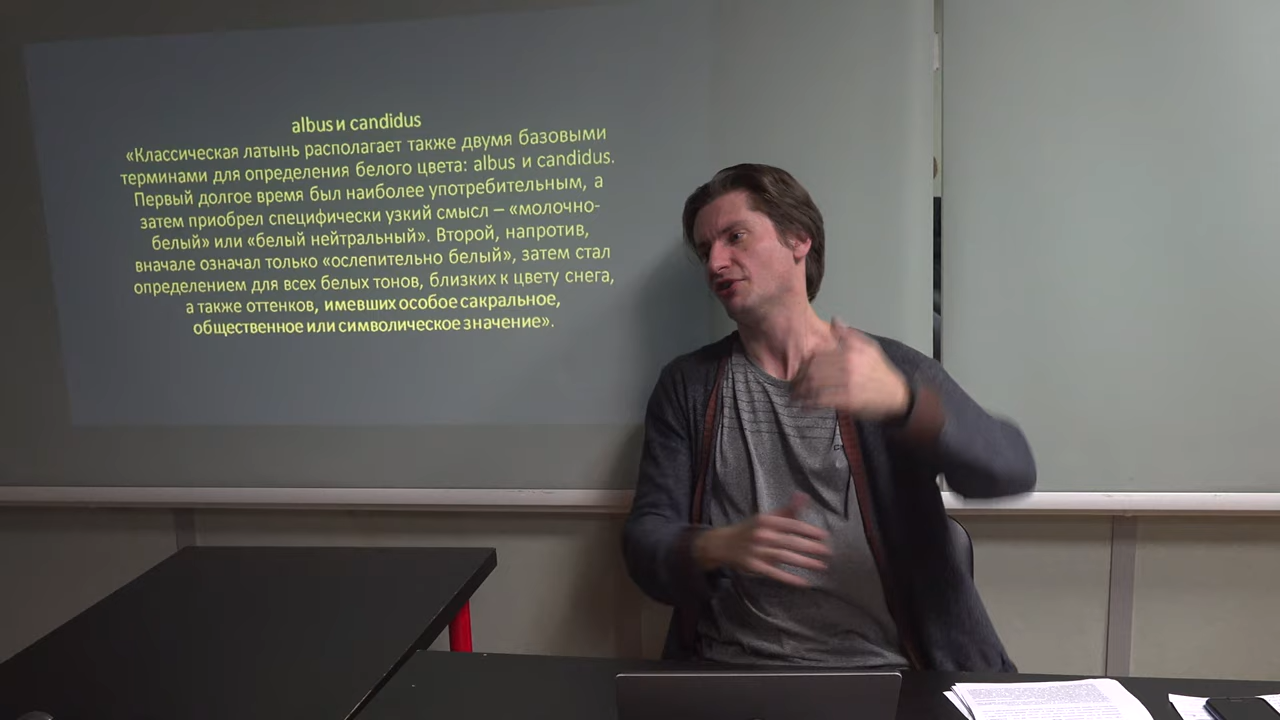 albus и candidus
«Классическая латынь располагает также двумя базовыми
терминами для определения белого цвета: albus и candidus.
Первый долгое время был наиболее употребительным, а
затем приобрел специфически узкий смысл – «молочно-
белый» или «белый нейтральный». Второй, напротив,
вначале означал только «ослепительно белый», затем стал
определением для всех белых тонов, близких к цвету снега,
а также оттенков, имевших особое сакральное,
общественное или символическое значение».